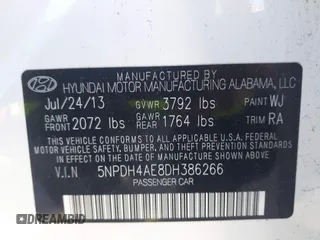 BY
HYUNDAI MOTOR MANUFACTURING ALABAMA, LLC
Jul/24/13 GVWR 3792 lbs PAINT WJ
GAWR FRONT 2072 lbs GAWR REAR 1764 lbs TRIM RA
THIS VEHICLE CONFORMS TO ALL APPLICABLE
FEDERAL MOTOR VEHICLE SAFETY, BUMPER,
AND THEFT PREVENTION STANDARDS IN EFFECT ON
THE DATE OF MANUFACTURE SHOWN ABOVE.
V.I.N 5NPDH4AE8DH386266
PASSENGER CAR
DCARSBIDSTORY